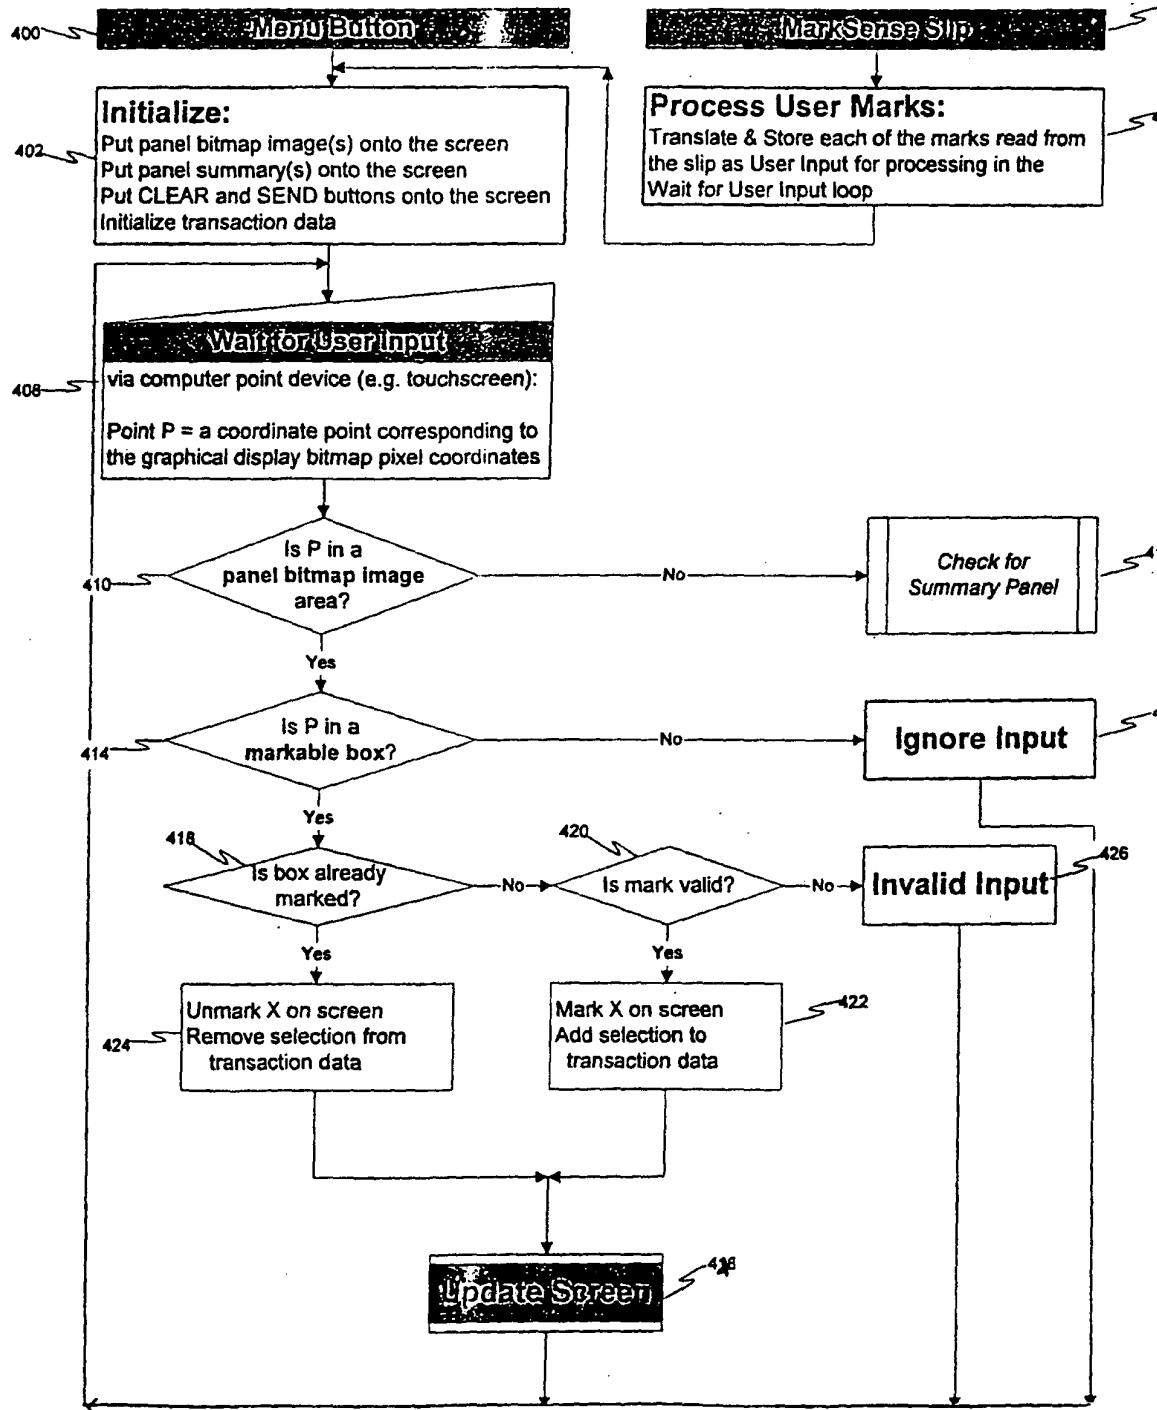 400
Menu Button
MarkSense Slip
402
Initialize:
Put panel bitmap image(s) onto the screen
Put panel summary(s) onto the screen
Put CLEAR and SEND buttons onto the screen
Initialize transaction data
Process User Marks:
Translate & Store each of the marks read from
the slip as User Input for processing in the
Wait for User Input loop
Wait for User Input
408
via computer point device (e.g. touchscreen):
Point P = a coordinate point corresponding to
the graphical display bitmap pixel coordinates
410
Is P in a
panel bitmap image
area?
No
Check for
Summary Panel
Yes
414
Is P in a
markable box?
No
Ignore Input
Yes
418
Is box already
marked?
No
420
Is mark valid?
No
Invalid Input
426
Yes
Yes
424
Unmark X on screen
Remove selection from
transaction data
Mark X on screen
Add selection to
transaction data
422
Update Screen